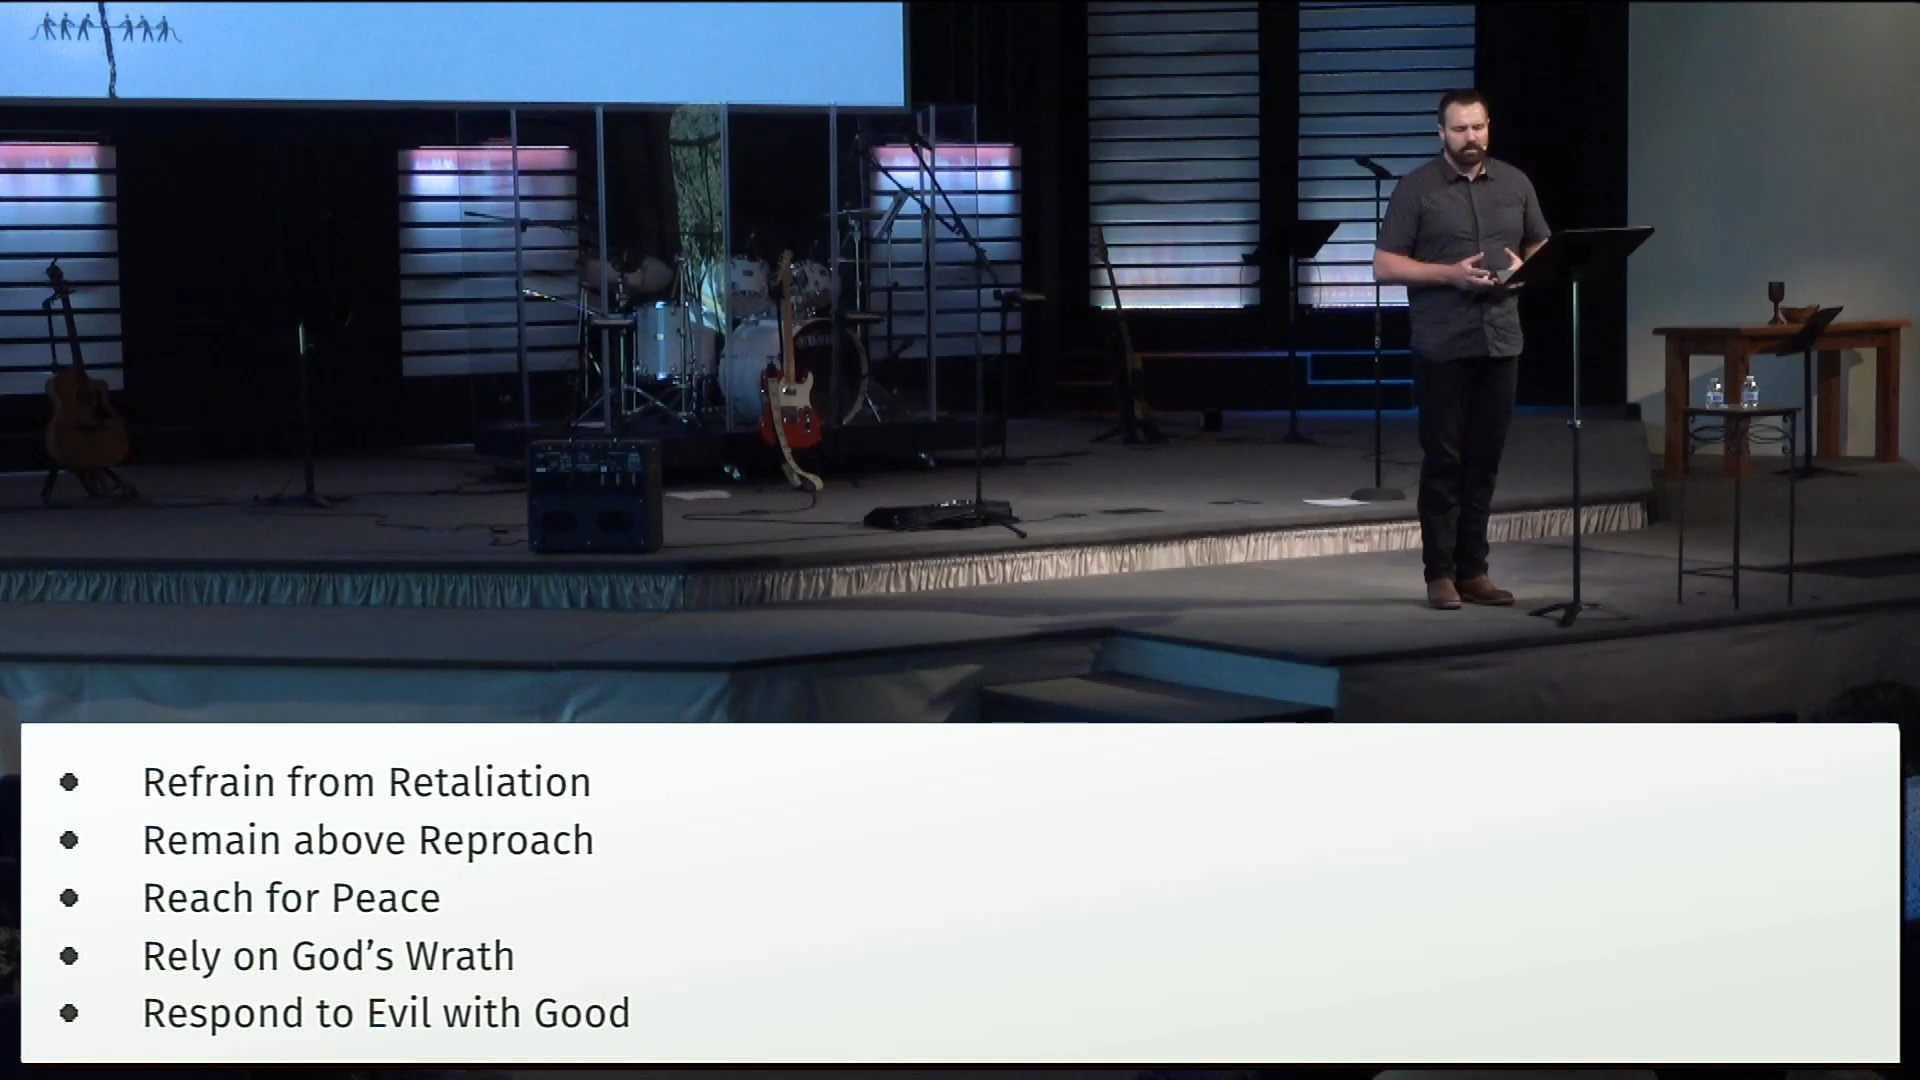 • Refrain from Retaliation
• Remain above Reproach
• Reach for Peace
• Rely on God’s Wrath
• Respond to Evil with Good